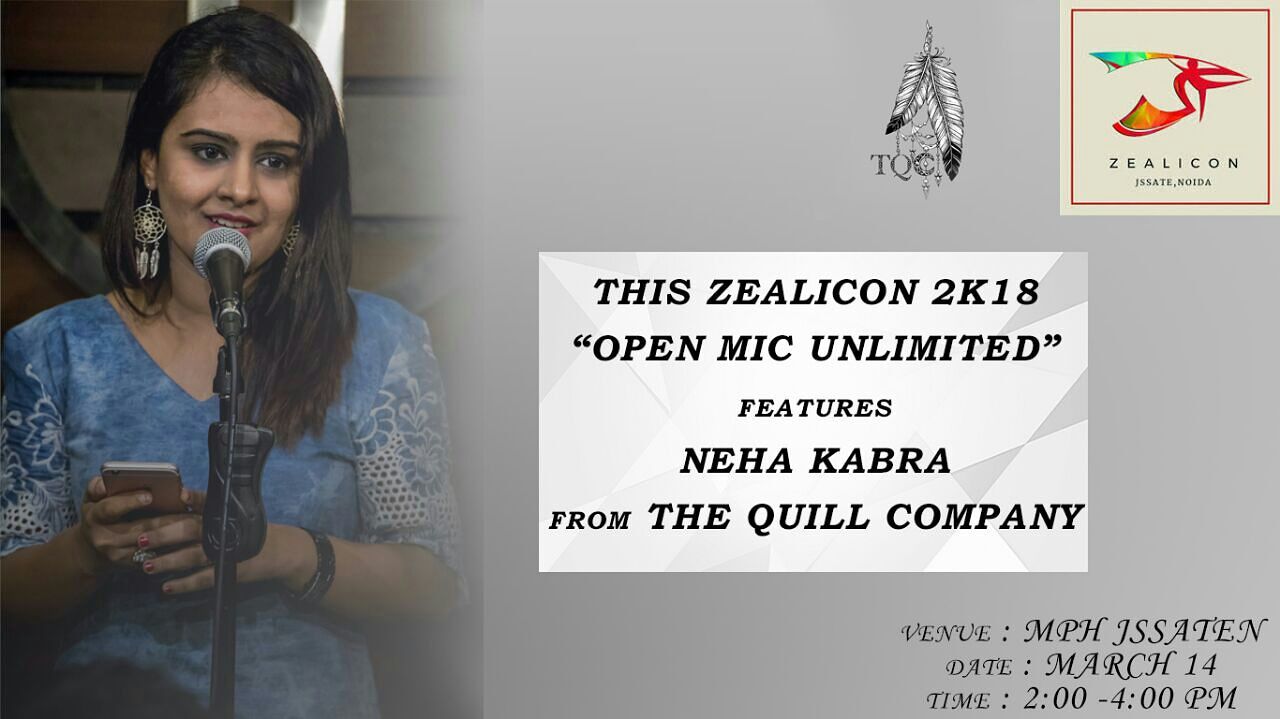 TQC
ZEALICON
JSSATE,NOIDA
THIS ZEALICON 2K18
“OPEN MIC UNLIMITED”
FEATURES
NEHA KABRA
FROM THE QUILL COMPANY
VENUE : MPH JSSATEN
DATE : MARCH 14
TIME : 2:00 -4:00 PM